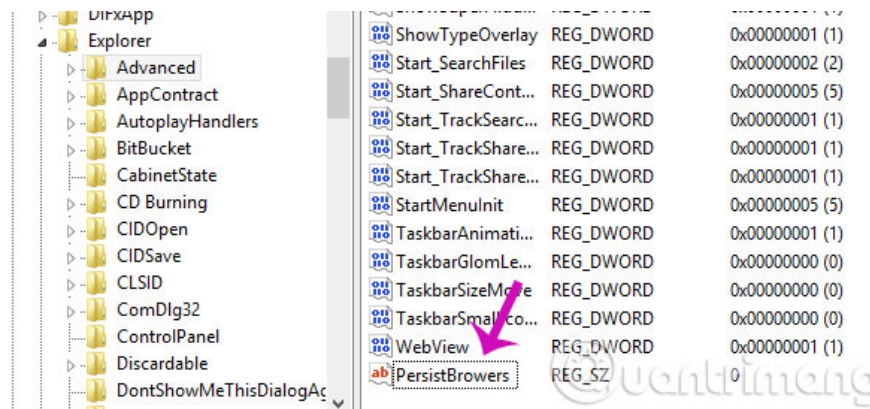 DIFxApp
Explorer
Advanced
AppContract
AutoplayHandlers
BitBucket
CabinetState
CD Burning
CIDOpen
CIDSave
CLSID
ComDlg32
ControlPanel
Discardable
DontShowMeThisDialogAg
ShowTypeOverlay REG_DWORD 0x00000001 (1)
Start_SearchFiles REG_DWORD 0x00000002 (2)
Start_ShareCont... REG_DWORD 0x00000005 (5)
Start_TrackSearc... REG_DWORD 0x00000001 (1)
Start_TrackShare... REG_DWORD 0x00000001 (1)
Start_TrackShare... REG_DWORD 0x00000001 (1)
StartMenuInit REG_DWORD 0x00000005 (5)
TaskbarAnimati... REG_DWORD 0x00000001 (1)
TaskbarGlomLe... REG_DWORD 0x00000000 (0)
TaskbarSizeMove REG_DWORD 0x00000000 (0)
TaskbarSmallco... REG_DWORD 0x00000000 (0)
WebView REG_DWORD 0x00000001 (1)
PersistBrowers REG_SZ 0
uantrimang